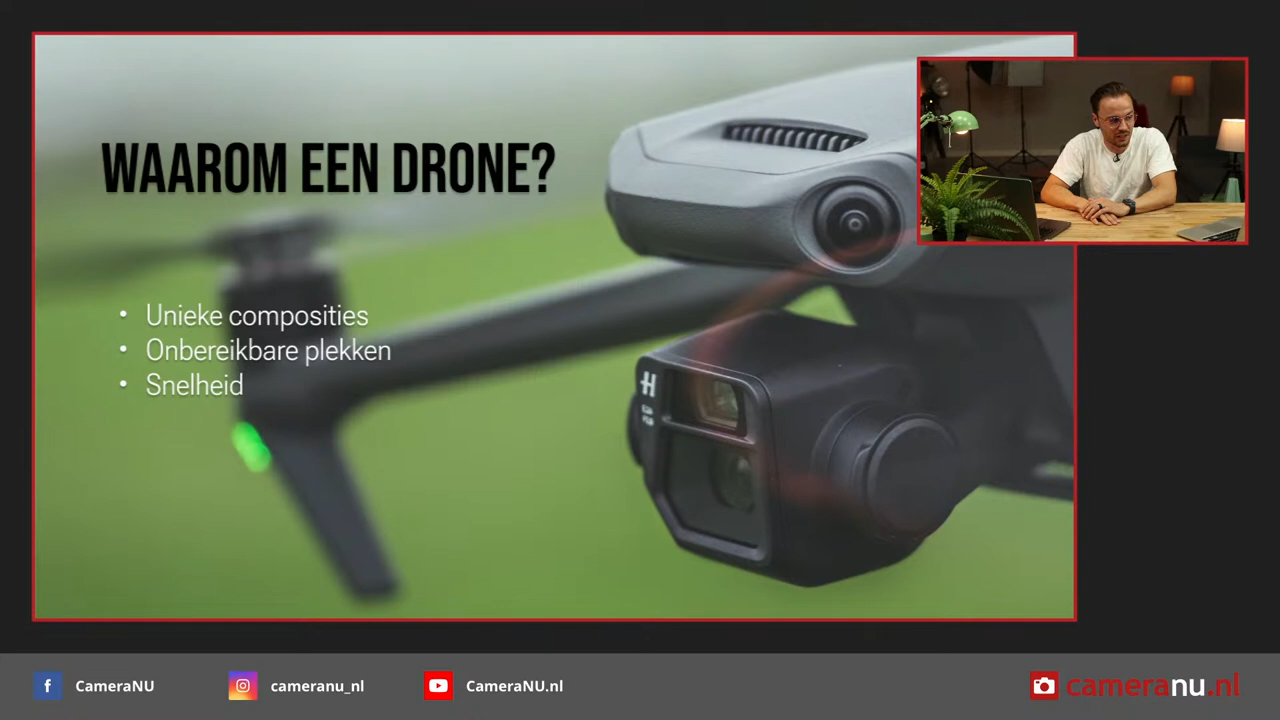 WAAROM EEN DRONE?
• Unieke composities
• Onbereikbare plekken
• Snelheid
H
CameraNU
cameranu_nl
CameraNU.nl
cameranu.nl